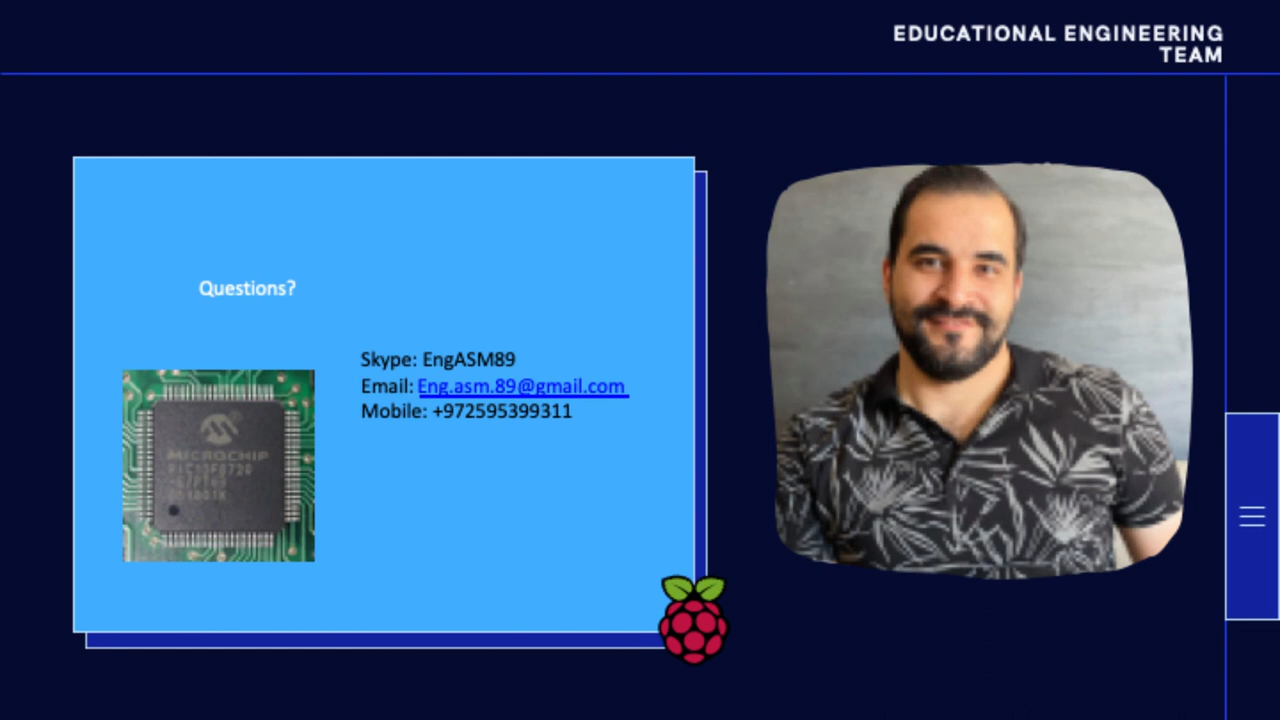 EDUCATIONAL ENGINEERING
TEAM
Questions?
Skype: EngASM89
Email: Eng.asm.89@gmail.com
Mobile: +972595399311
MICROCHIP